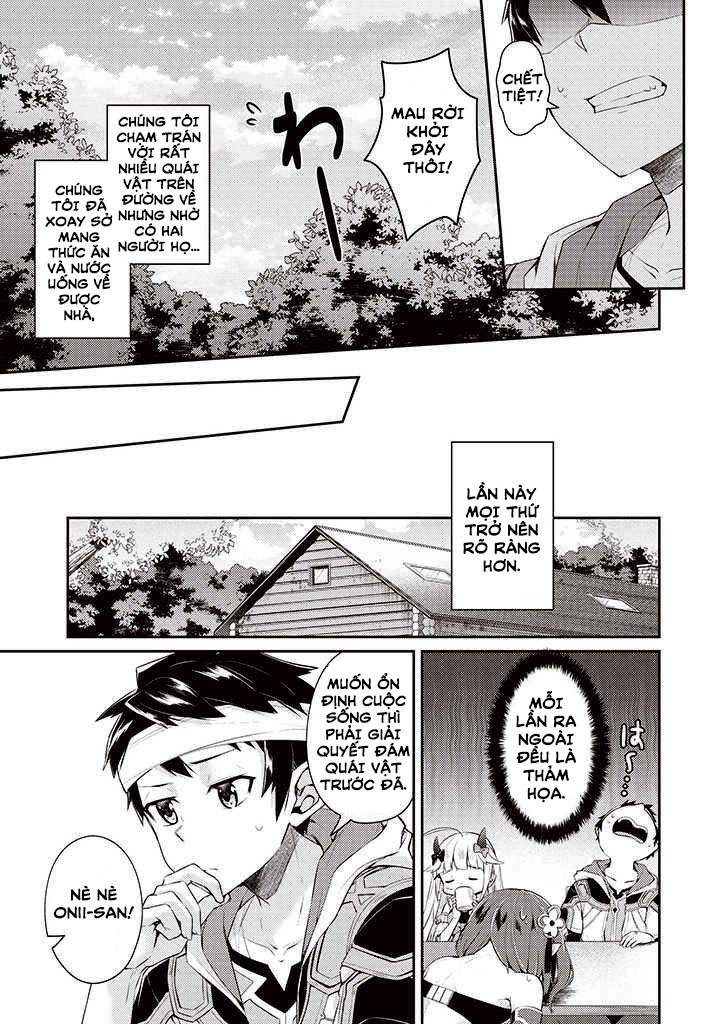 CHẾT
TIỆT!
MAU RỜI
KHỎI
ĐÂY
THÔI!
わー
CHÚNG TÔI
CHẠM TRÁN
VỜI RẤT
NHIỀU QUÁI
VẬT TRÊN
ĐƯỜNG VỀ
NHƯNG NHỜ
CÓ HAI
NGƯỜI HỌ...
CHÚNG
TÔI ĐÃ
XOAY SỞ
MANG
THỨC ĂN
VÀ NƯỚC
UỐNG VỀ
ĐƯỢC
NHÀ.
LẦN NÀY
MỌI THỨ
TRỞ NÊN
RÕ RÀNG
HƠN.
MỖI
LẦN RA
NGOÀI
ĐỀU LÀ
THẢM
HỌA.
は~...
MUỐN ỔN
ĐỊNH CUỘC
SỐNG THÌ
PHẢI GIẢI
QUYẾT ĐÁM
QUÁI VẬT
TRƯỚC ĐÃ.
NÈ NÈ
ONII-SAN!